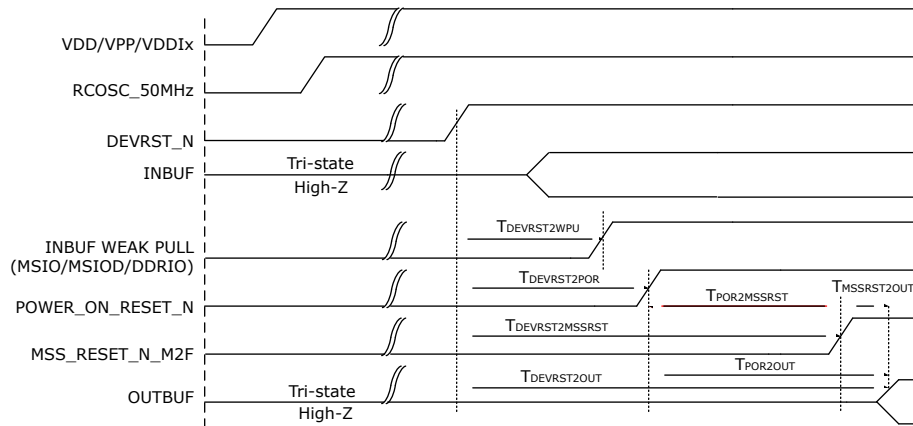 VDD/VPP/VDDIx
RCOSC_50MHz
DEVRST_N
INBUF
Tri-state
High-Z
TDEVRST2WPU
INBUF WEAK PULL
(MSIO/MSIOD/DDRIO)
TDEVRST2POR
TMSSRST2OUT
TPOR2MSSRST
POWER_ON_RESET_N
TDEVRST2MSSRST
MSS_RESET_N_M2F
TPOR2OUT
TDEVRST2OUT
OUTBUF
Tri-state
High-Z